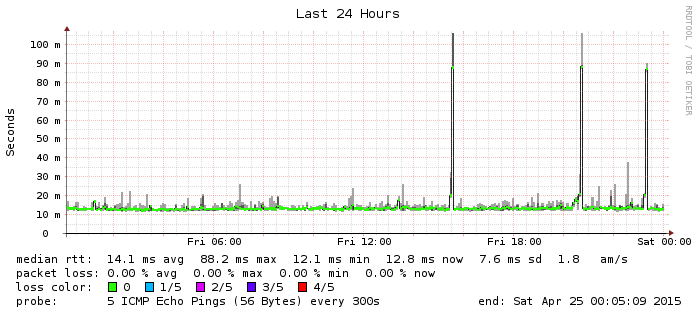 Last 24 Hours
RRDTOOL / TOBI OETIKER
Seconds
100 m
90 m
80 m
70 m
60 m
50 m
40 m
30 m
20 m
10 m
0
Fri 06:00 Fri 12:00 Fri 18:00 Sat 00:00
median rtt: 14.1 ms avg 88.2 ms max 12.1 ms min 12.8 ms now 7.6 ms sd 1.8 am/s
packet loss: 0.00 % avg 0.00 % max 0.00 % min 0.00 % now
loss color: 0 1/5 2/5 3/5 4/5
probe: 5 ICMP Echo Pings (56 Bytes) every 300s end: Sat Apr 25 00:05:09 2015